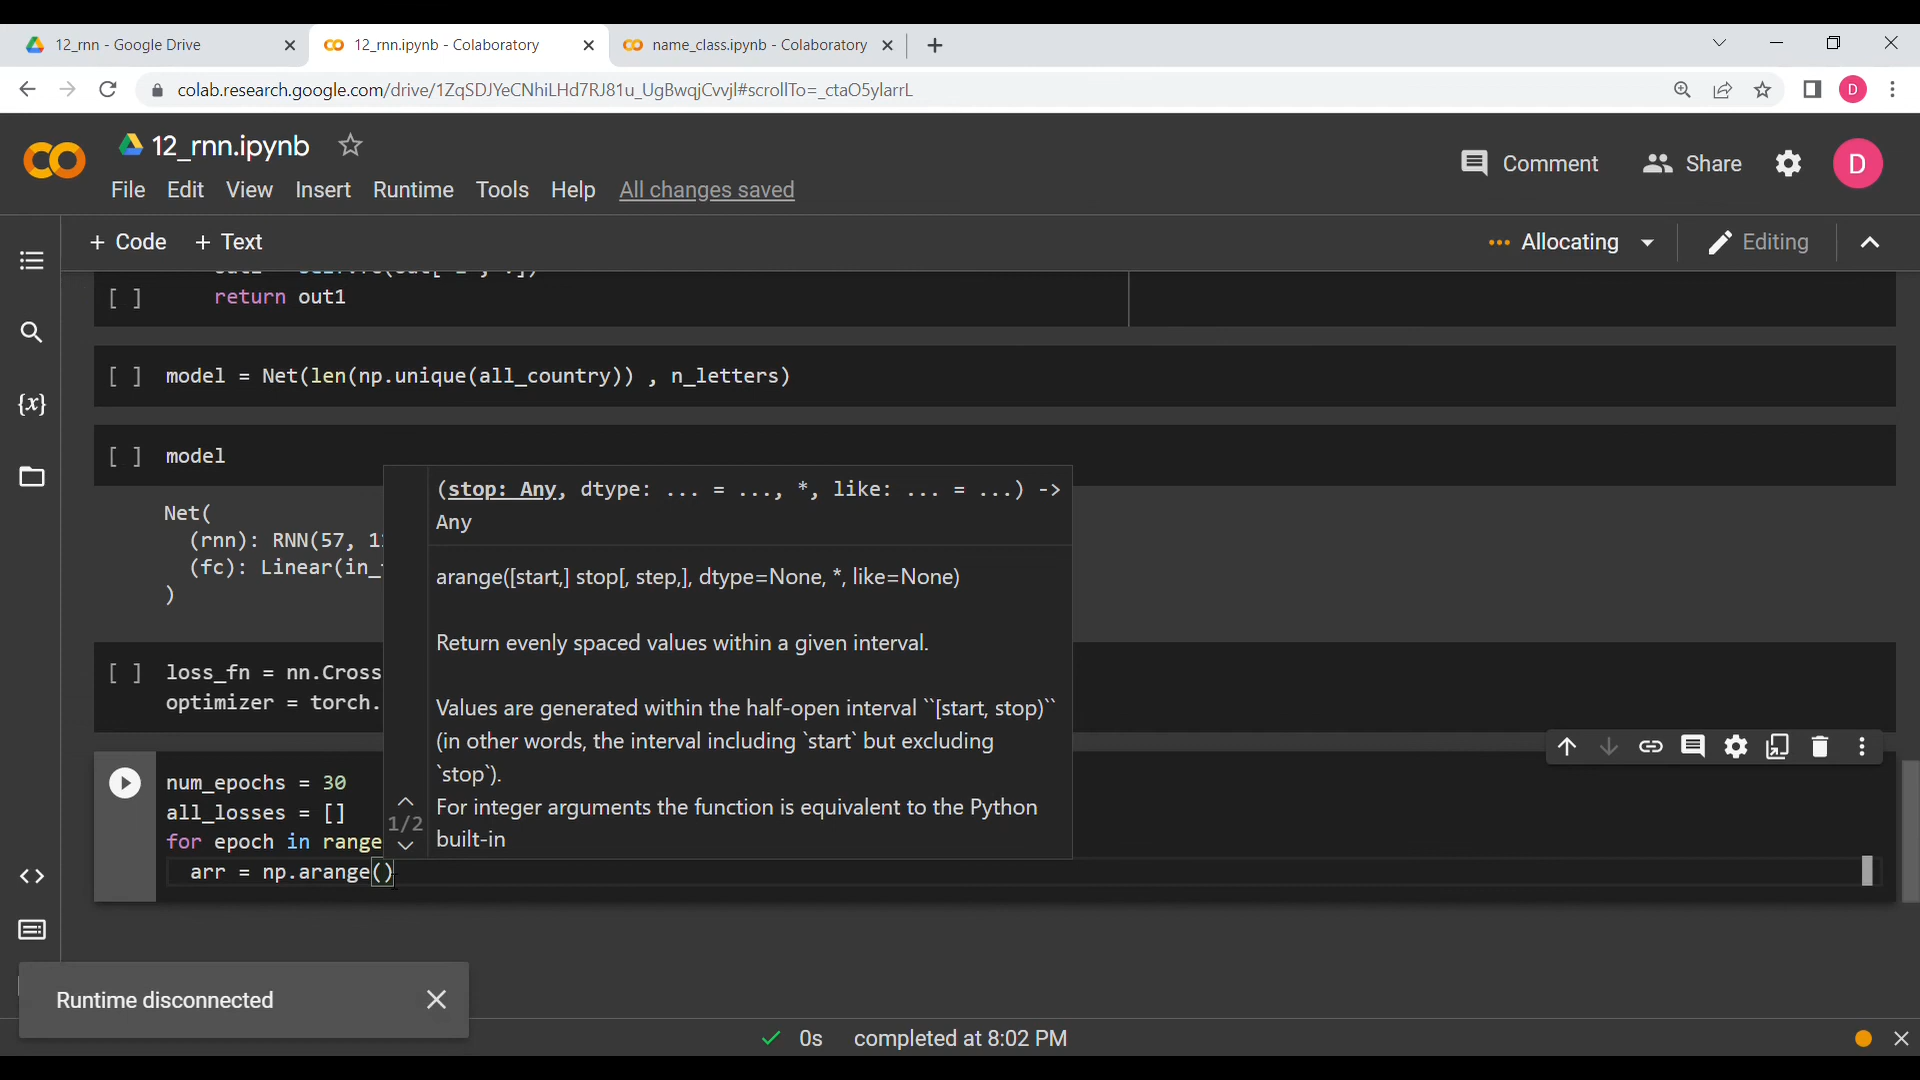 12_rnn - Google Drive
12_rnn.ipynb - Colaboratory
name_class.ipynb - Colaboratory
colab.research.google.com/drive/1ZqSDJYeCNhiLHd7RJ81u_UgBwqjCvvjl#scrollTo=_ctaO5ylarrL
D
12_rnn.ipynb
Comment
Share
D
File Edit View Insert Runtime Tools Help All changes saved
+ Code + Text
Allocating
Editing
[ ] return out1
[ ] model = Net(len(np.unique(all_country)) , n_letters)
{x}
[ ] model
Net(
(rnn): RNN(57,
(fc): Linear(in_
)
[ ] loss_fn = nn.Cross
optimizer = torch.
(stop: Any, dtype: ... = ..., *, like: ... = ...) ->
Any
arange([start,] stop[, step,], dtype=None, *, like=None)
Return evenly spaced values within a given interval.
Values are generated within the half-open interval ``[start, stop)``
(in other words, the interval including `start` but excluding
`stop`).
For integer arguments the function is equivalent to the Python
built-in
1/2
num_epochs = 30
all_losses = []
for epoch in range
arr = np.arange()
Runtime disconnected
0s completed at 8:02 PM